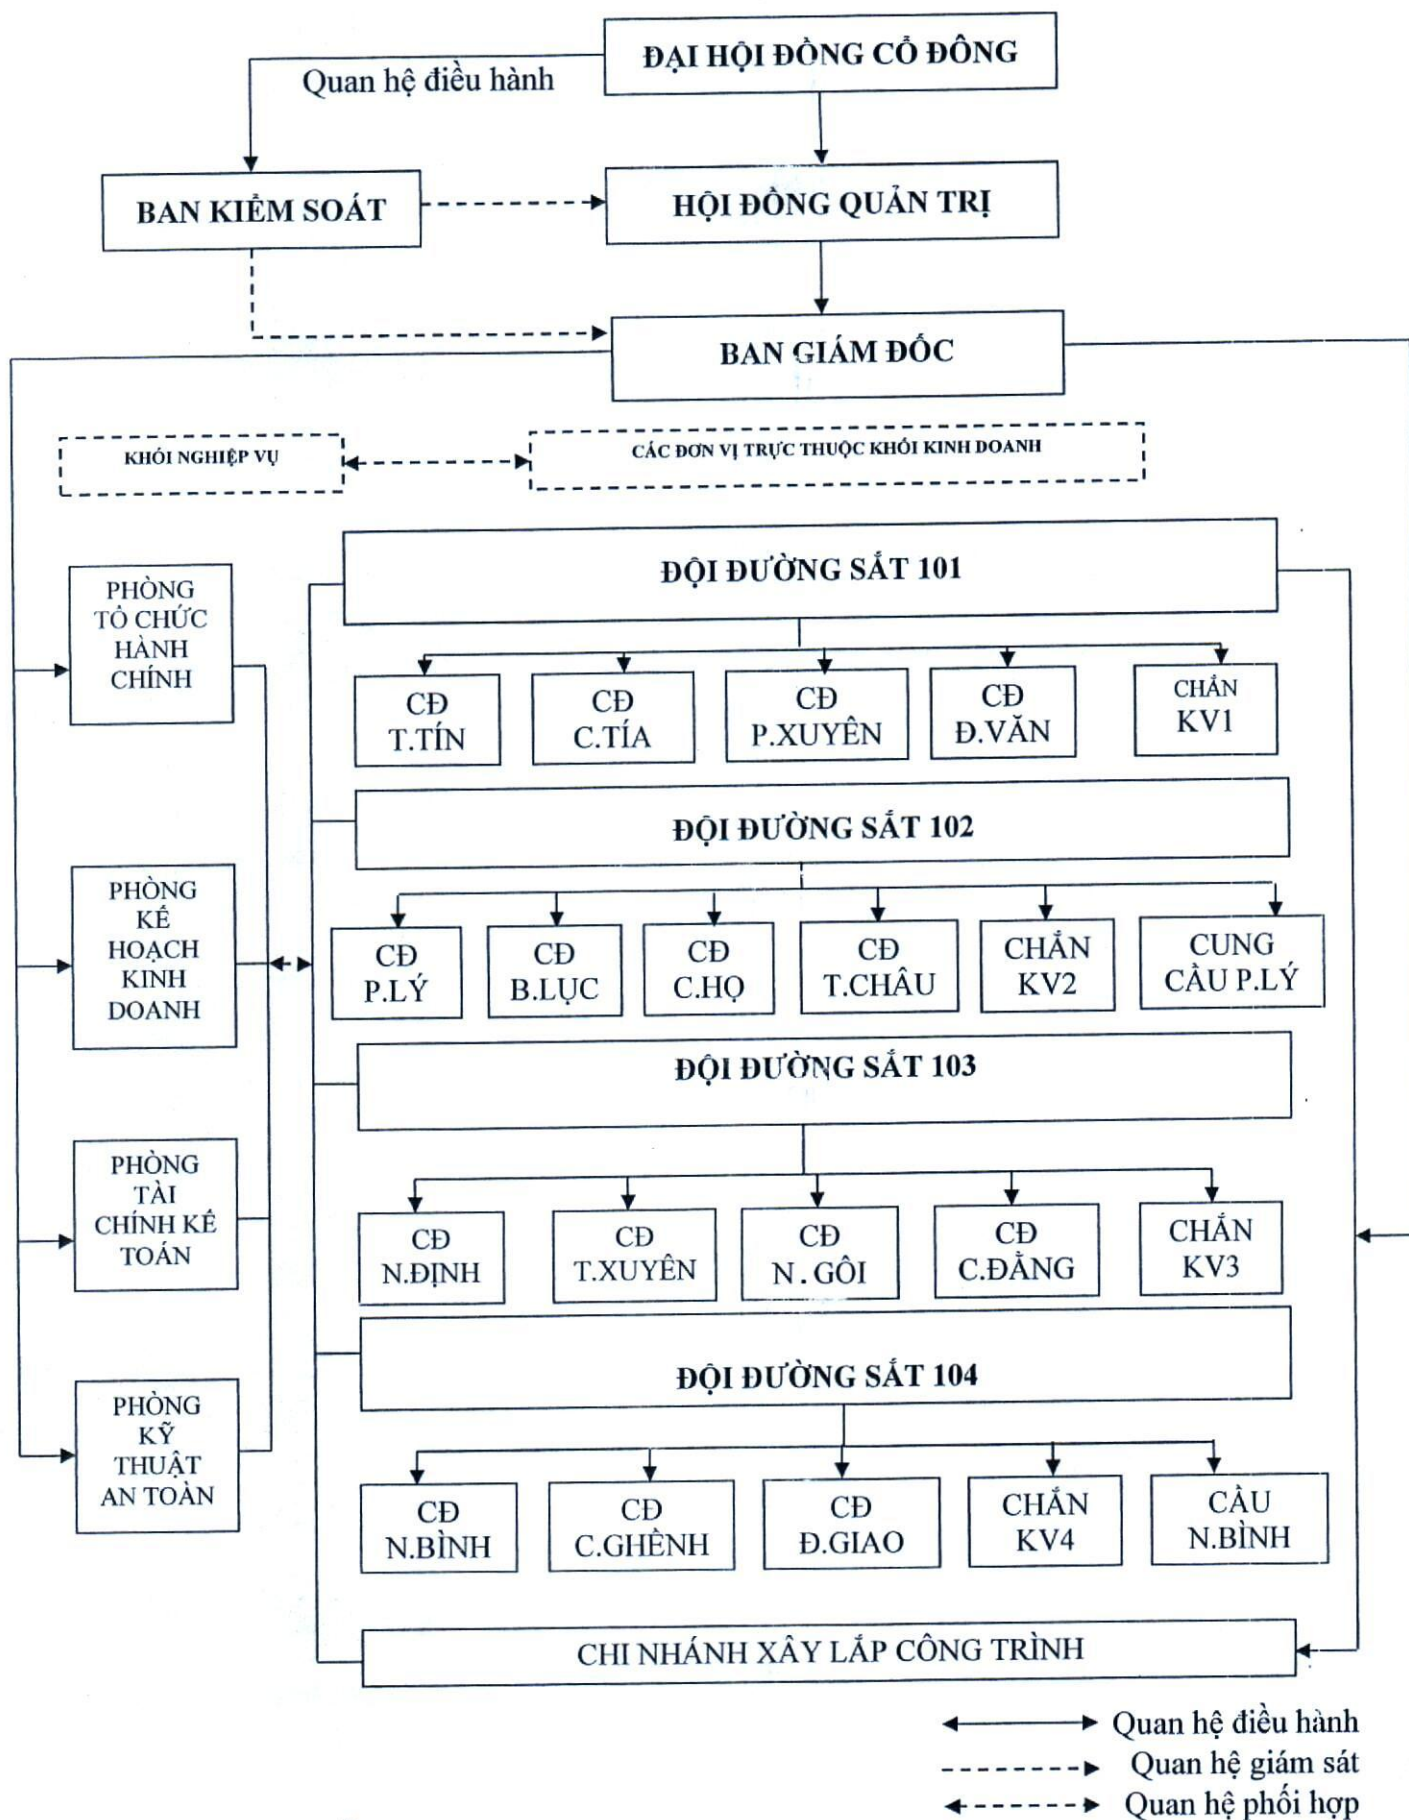 ĐẠI HỘI ĐỒNG CỔ ĐÔNG
Quan hệ điều hành
BAN KIỂM SOÁT
HỘI ĐỒNG QUẢN TRỊ
BAN GIÁM ĐỐC
KHỐI NGHIỆP VỤ
CÁC ĐƠN VỊ TRỰC THUỘC KHỐI KINH DOANH
PHÒNG
TỔ CHỨC
HÀNH
CHÍNH
PHÒNG
KẾ
HOẠCH
KINH
DOANH
PHÒNG
TÀI
CHÍNH KẾ
TOÁN
PHÒNG
KỸ
THUẬT
AN TOÀN
ĐỘI ĐƯỜNG SẮT 101
CĐ
T.TÍN
CĐ
C.TÍA
CĐ
P.XUYÊN
CĐ
Đ.VĂN
CHẮN
KV1
ĐỘI ĐƯỜNG SẮT 102
CĐ
P.LÝ
CĐ
B.LỤC
CĐ
C.HỌ
CĐ
T.CHÂU
CHẮN
KV2
CUNG
CẦU P.LÝ
ĐỘI ĐƯỜNG SẮT 103
CĐ
N.ĐỊNH
CĐ
T.XUYÊN
CĐ
N.GÔI
CĐ
C.ĐẰNG
CHẮN
KV3
ĐỘI ĐƯỜNG SẮT 104
CĐ
N.BÌNH
CĐ
C.GHỀNH
CĐ
Đ.GIAO
CHẮN
KV4
CẦU
N.BÌNH
CHI NHÁNH XÂY LẮP CÔNG TRÌNH
Quan hệ điều hành
Quan hệ giám sát
Quan hệ phối hợp